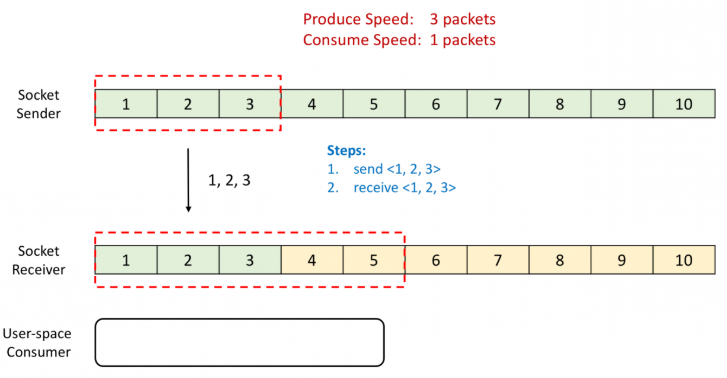 Produce Speed: 3 packets
Consume Speed: 1 packets
Socket
Sender
1 2 3 4 5 6 7 8 9 10
1, 2, 3
Steps:
1. send <1, 2, 3>
2. receive <1, 2, 3>
Socket
Receiver
1 2 3 4 5 6 7 8 9 10
User-space
Consumer